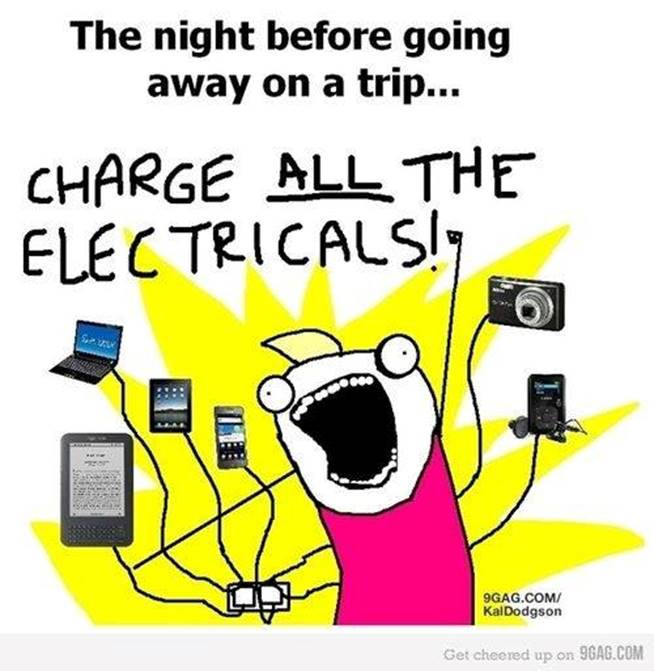 The night before going
away on a trip...
CHARGE ALL THE
ELECTRICALS!
9GAG.COM/
KalDodgson
Get cheered up on 9GAG.COM